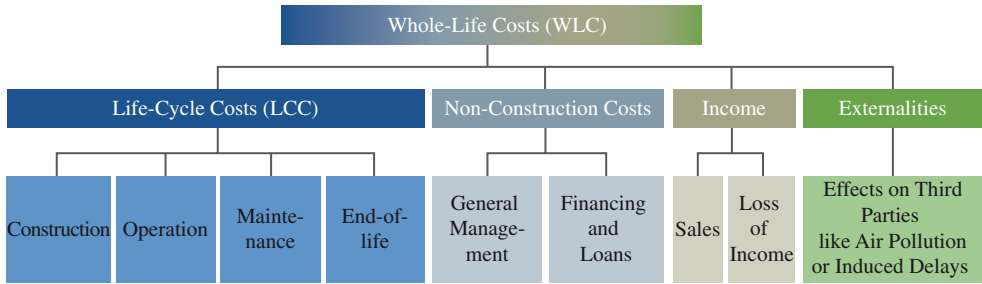 Whole-Life Costs (WLC)
Life-Cycle Costs (LCC)
Non-Construction Costs
Income
Externalities
Construction
Operation
Mainte-
nance
End-of-
life
General
Manage-
ment
Financing
and
Loans
Sales
Loss
of
Income
Effects on Third
Parties
like Air Pollution
or Induced Delays